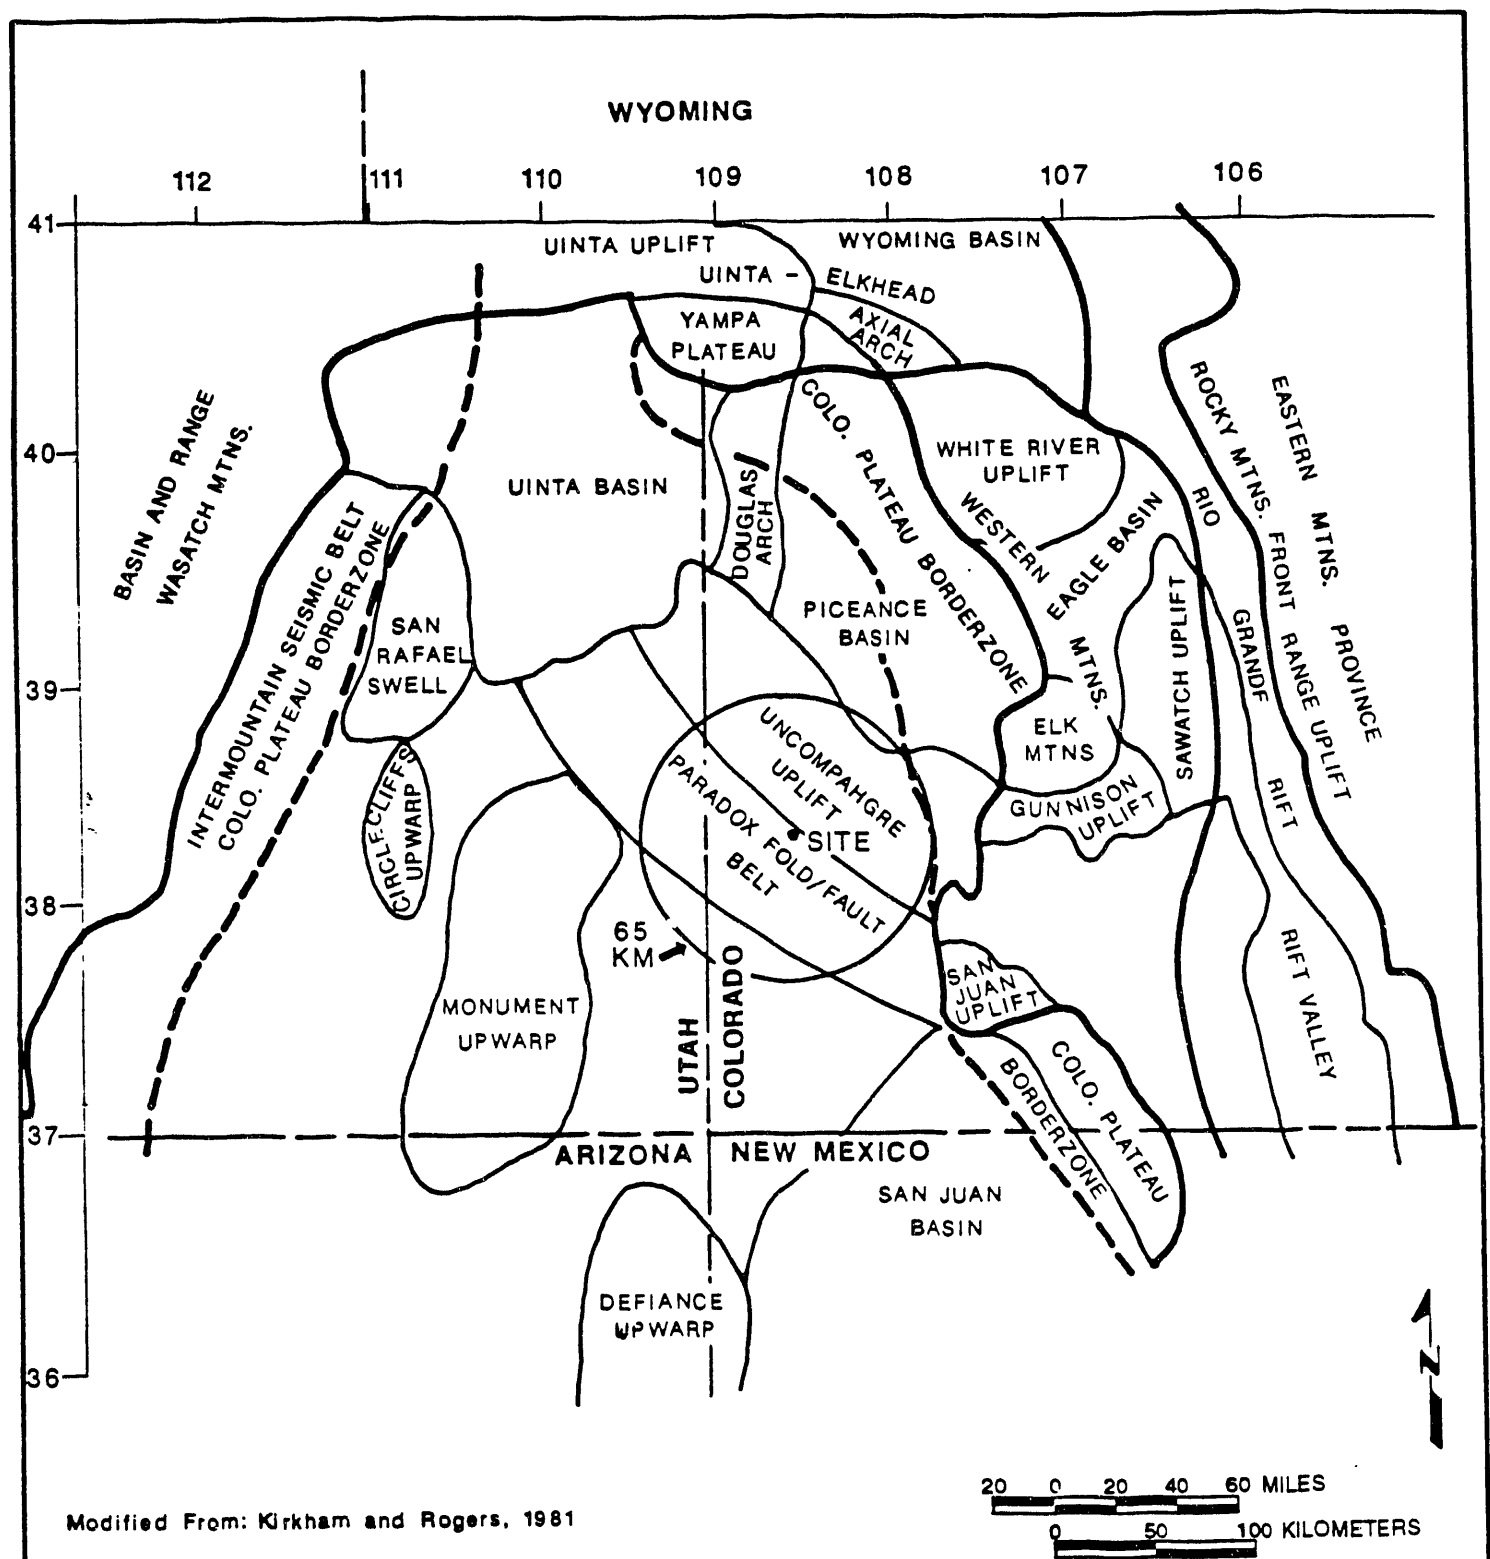 WYOMING
112 111 110 109 108 107 106
41
UINTA UPLIFT
WYOMING BASIN
UINTA - ELKHEAD
YAMPA
PLATEAU
AXIAL
ARCH
40
BASIN AND RANGE
WASATCH MTNS.
UINTA BASIN
DOUGLAS
ARCH
COLO. PLATEAU BORDERZONE
WHITE RIVER
UPLIFT
WESTERN
MTNS.
EAGLE BASIN
RIO
GRANDE
RIFT
ROCKY MTNS. FRONT RANGE UPLIFT
EASTERN MTNS. PROVINCE
INTERMOUNTAIN SEISMIC BELT
COLO. PLATEAU BORDERZONE
SAN
RAFAEL
SWELL
PICEANCE
BASIN
SAWATCH UPLIFT
39
ELK
MTNS
CIRCLE CLIFFS
UPWARP
UNCOMPAHGRE
UPLIFT
PARADOX FOLD/FAULT
BELT
SITE
GUNNISON
UPLIFT
38
65
KM
SAN
JUAN
UPLIFT
RIFT VALLEY
MONUMENT
UPWARP
UTAH
COLORADO
COLO. PLATEAU
BORDERZONE
37
ARIZONA
NEW MEXICO
SAN JUAN
BASIN
DEFIANCE
UPWARP
36
N
20 0 20 40 60 MILES
0 50 100 KILOMETERS
Modified From: Kirkham and Rogers, 1981